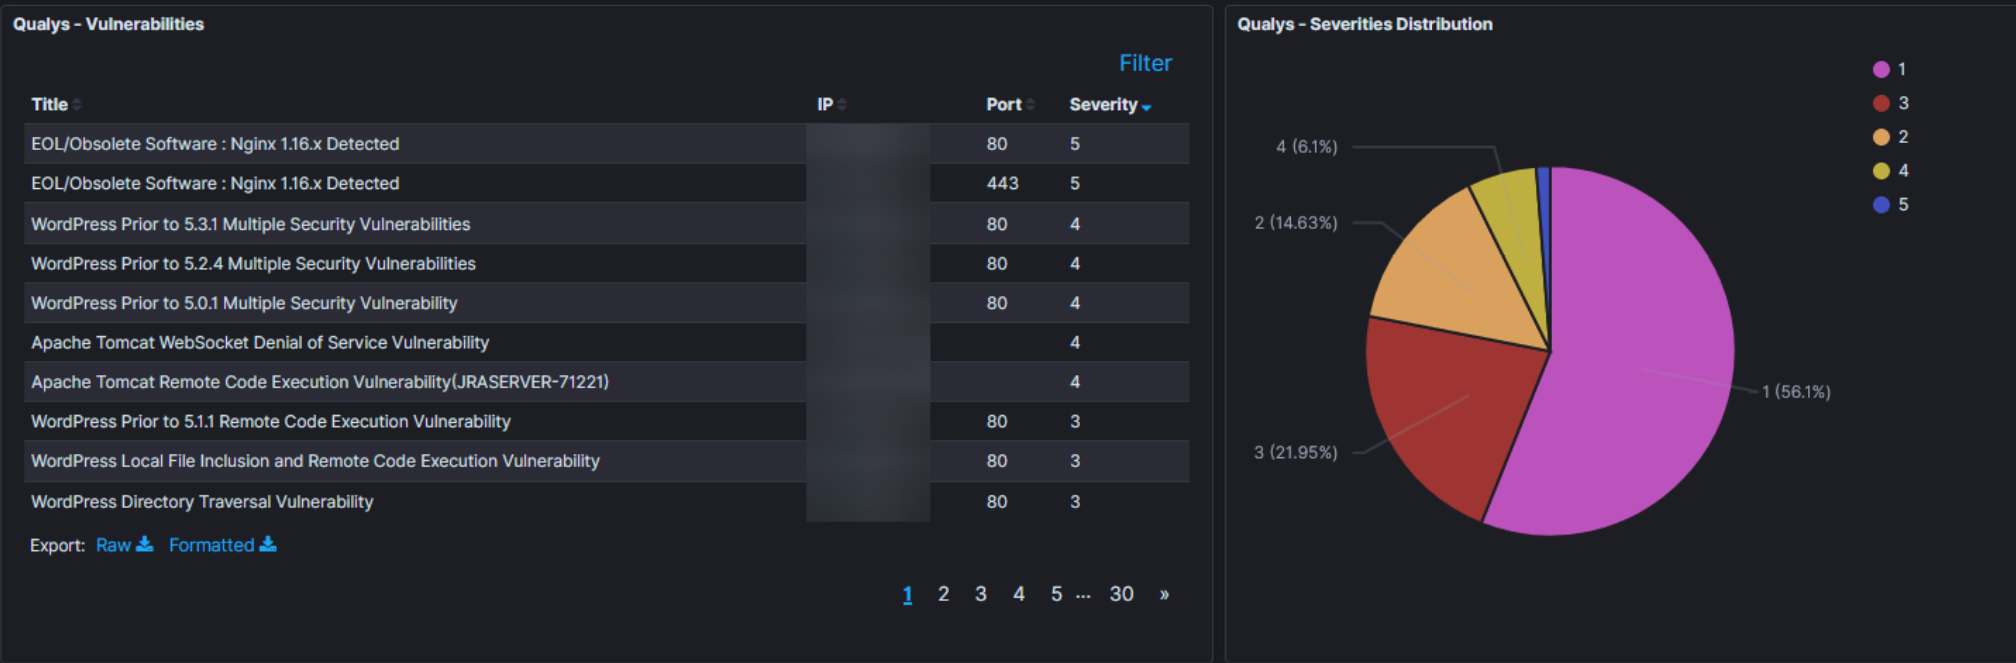 Qualys - Vulnerabilities
Filter
Title IP Port Severity
EOL/Obsolete Software : Nginx 1.16.x Detected 80 5
EOL/Obsolete Software : Nginx 1.16.x Detected 443 5
WordPress Prior to 5.3.1 Multiple Security Vulnerabilities 80 4
WordPress Prior to 5.2.4 Multiple Security Vulnerabilities 80 4
WordPress Prior to 5.0.1 Multiple Security Vulnerability 80 4
Apache Tomcat WebSocket Denial of Service Vulnerability 4
Apache Tomcat Remote Code Execution Vulnerability(JRASERVER-71221) 4
WordPress Prior to 5.1.1 Remote Code Execution Vulnerability 80 3
WordPress Local File Inclusion and Remote Code Execution Vulnerability 80 3
WordPress Directory Traversal Vulnerability 80 3
Export: Raw Formatted
1 2 3 4 5 ... 30 »
Qualys - Severities Distribution
1
3
2
4
5
4 (6.1%)
2 (14.63%)
1 (56.1%)
3 (21.95%)